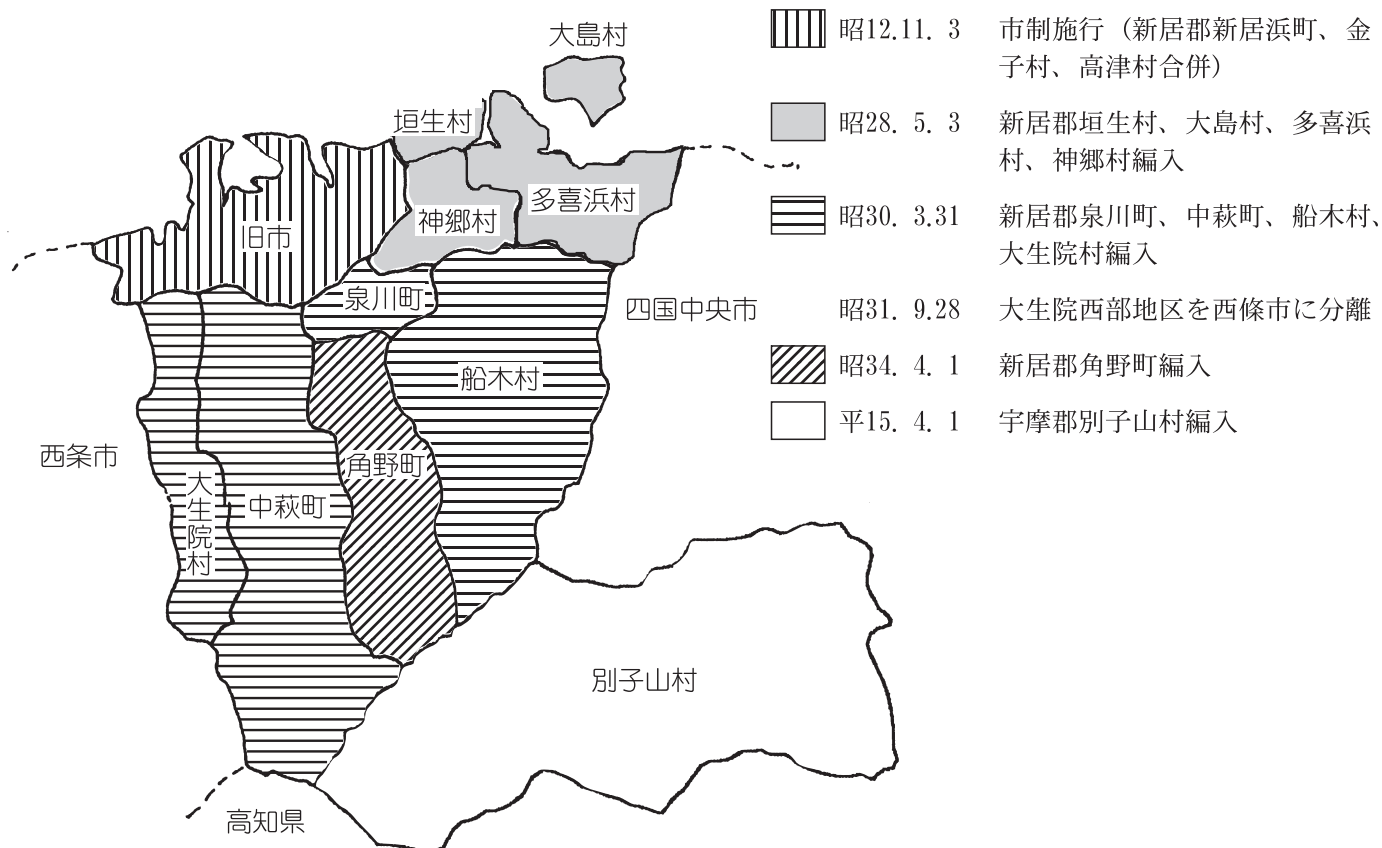 大島村
垣生村
多喜浜村
神郷村
旧市
泉川町
四国中央市
船木村
西条市
角野町
大生院村
中萩町
別子山村
高知県
昭12.11. 3 市制施行（新居郡新居浜町、金
子村、高津村合併）
昭28. 5. 3 新居郡垣生村、大島村、多喜浜
村、神郷村編入
昭30. 3.31 新居郡泉川町、中萩町、船木村、
大生院村編入
昭31. 9.28 大生院西部地区を西條市に分離
昭34. 4. 1 新居郡角野町編入
平15. 4. 1 宇摩郡別子山村編入